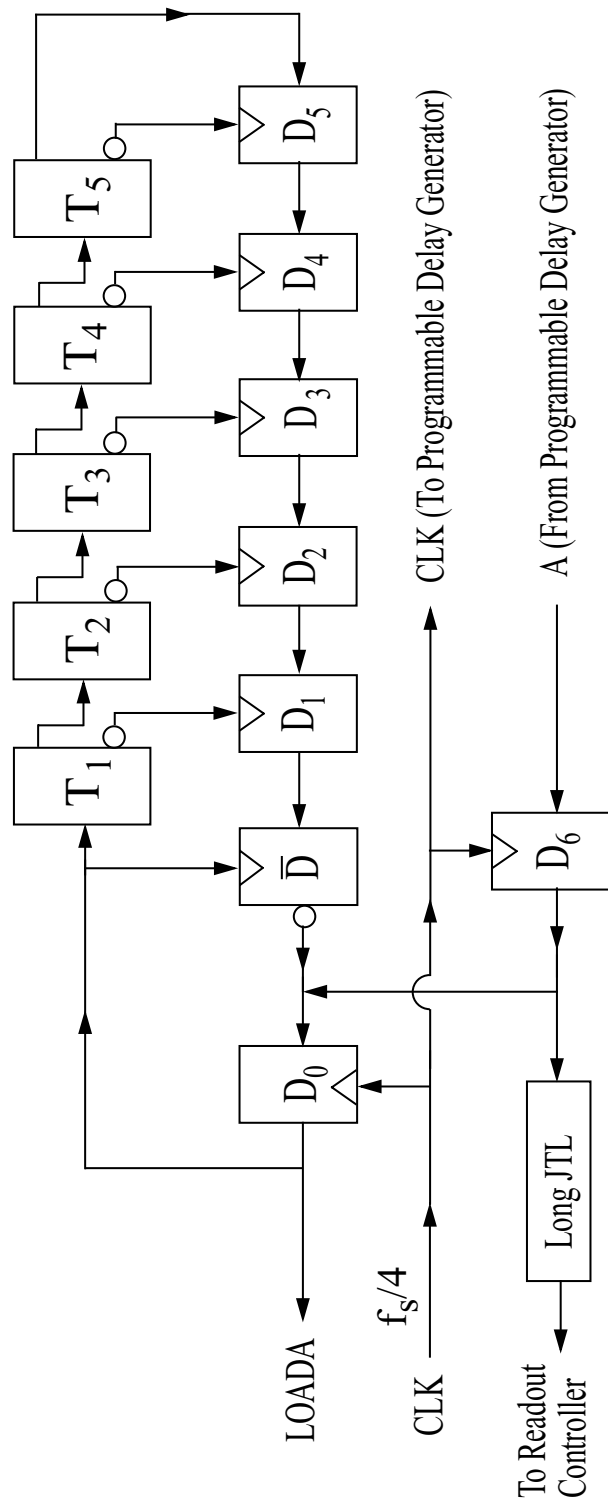 T1
T2
T3
T4
T5
D0
D̅
D1
D2
D3
D4
D5
LOADA
fs/4
CLK
CLK (To Programmable Delay Generator)
D6
A (From Programmable Delay Generator)
Long JTL
To Readout
Controller